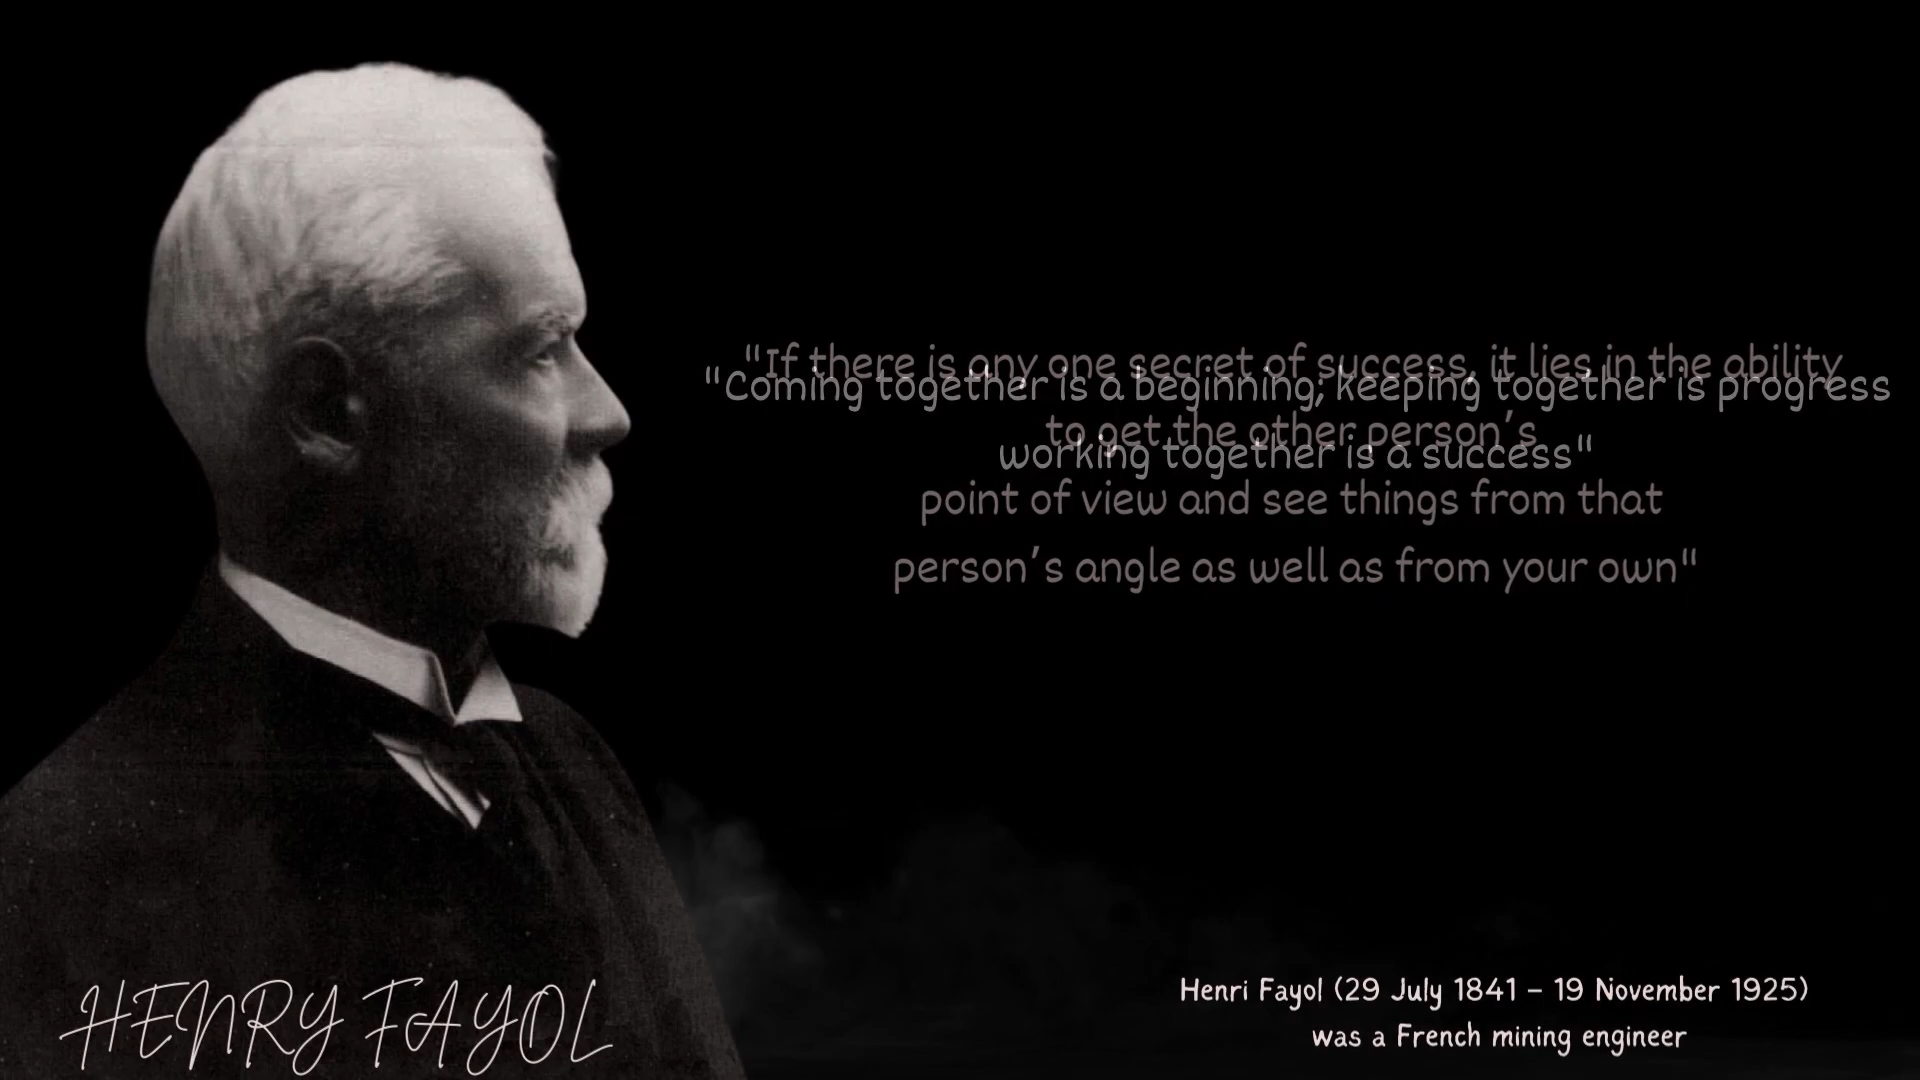 "If there is any one secret of success, it lies in the ability
to get the other person's
point of view and see things from that
person's angle as well as from your own"
"Coming together is a beginning; keeping together is progress
working together is a success"
HENRY FAYOL
Henri Fayol (29 July 1841 – 19 November 1925)
was a French mining engineer